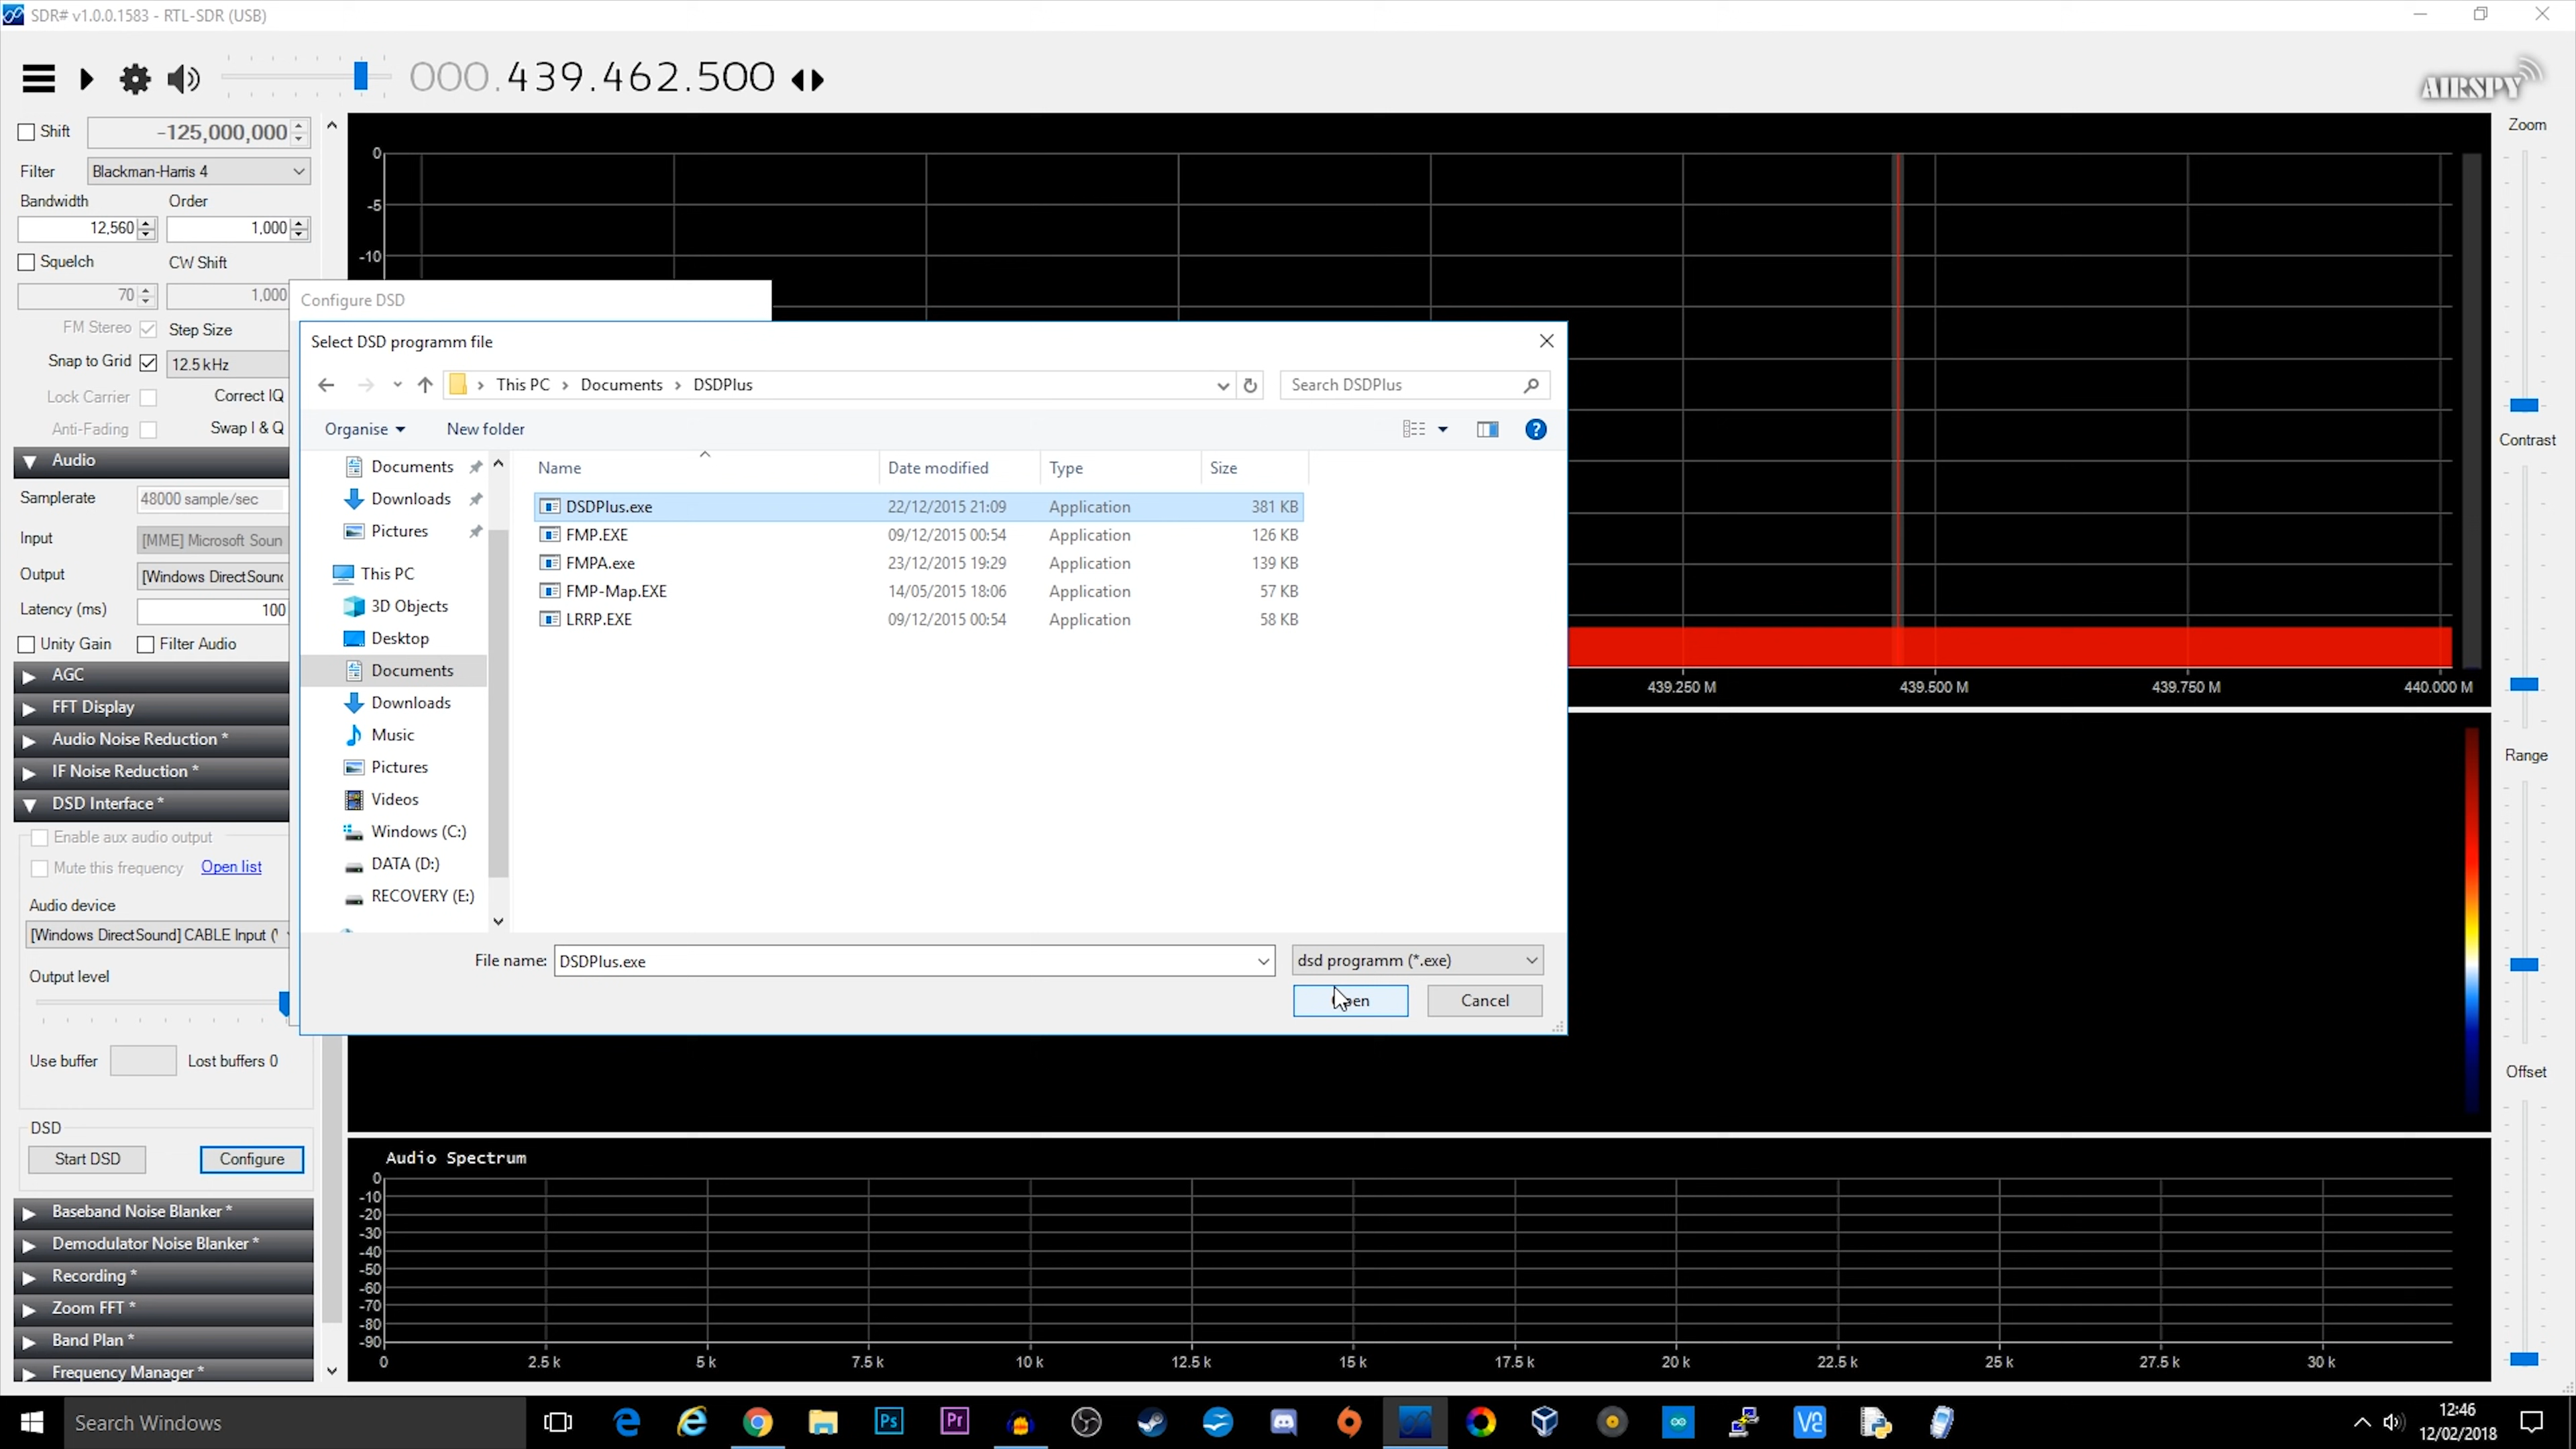 SDR# v1.0.0.1583 - RTL-SDR (USB)
000.439.462.500
AIRSPY
Shift -125,000,000
Filter Blackman-Harris 4
Bandwidth Order
12,560 1,000
Squelch CW Shift
70 1,000
FM Stereo Step Size
Snap to Grid 12.5 kHz
Lock Carrier Correct IQ
Anti-Fading Swap I & Q
Audio
Samplerate 48000 sample/sec
Input [MME] Microsoft Soun
Output [Windows DirectSound
Latency (ms) 100
Unity Gain Filter Audio
AGC
FFT Display
Audio Noise Reduction *
IF Noise Reduction *
DSD Interface *
Enable aux audio output
Mute this frequency Open list
Audio device
[Windows DirectSound] CABLE Input (
Output level
Use buffer Lost buffers 0
DSD
Start DSD Configure
Baseband Noise Blanker *
Demodulator Noise Blanker *
Recording *
Zoom FFT *
Band Plan *
Frequency Manager *
0
-5
-10
Configure DSD
Select DSD programm file
This PC > Documents > DSDPlus
Search DSDPlus
Organise New folder
Documents
Downloads
Pictures
This PC
3D Objects
Desktop
Documents
Downloads
Music
Pictures
Videos
Windows (C:)
DATA (D:)
RECOVERY (E:)
Name Date modified Type Size
DSDPlus.exe 22/12/2015 21:09 Application 381 KB
FMP.EXE 09/12/2015 00:54 Application 126 KB
FMPA.exe 23/12/2015 19:29 Application 139 KB
FMP-Map.EXE 14/05/2015 18:06 Application 57 KB
LRRP.EXE 09/12/2015 00:54 Application 58 KB
File name: DSDPlus.exe dsd programm (*.exe)
Cancel
439.250 M 439.500 M 439.750 M 440.000 M
Zoom
Contrast
Range
Offset
Audio Spectrum
0
-10
-20
-30
-40
-50
-60
-70
-80
-90
0 2.5 k 5 k 7.5 k 10 k 12.5 k 15 k 17.5 k 20 k 22.5 k 25 k 27.5 k 30 k
Search Windows
Ps
Pr
12:46
12/02/2018